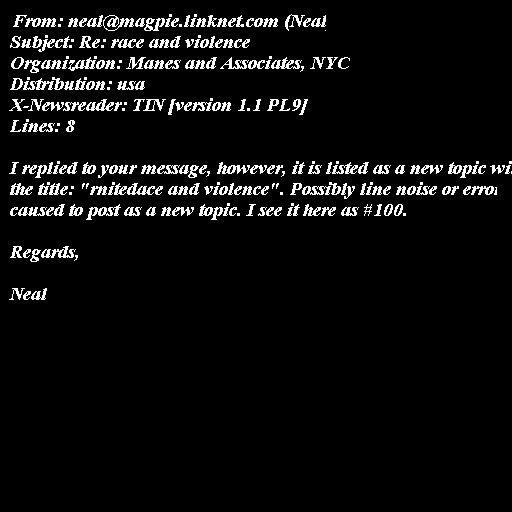 From: neal@magpie.linknet.com (Neal
Subject: Re: race and violence
Organization: Manes and Associates, NYC
Distribution: usa
X-Newsreader: TIN [version 1.1 PL9]
Lines: 8

I replied to your message, however, it is listed as a new topic
the title: "rnitedace and violence". Possibly line noise or error
caused to post as a new topic. I see it here as #100.

Regards,

Neal